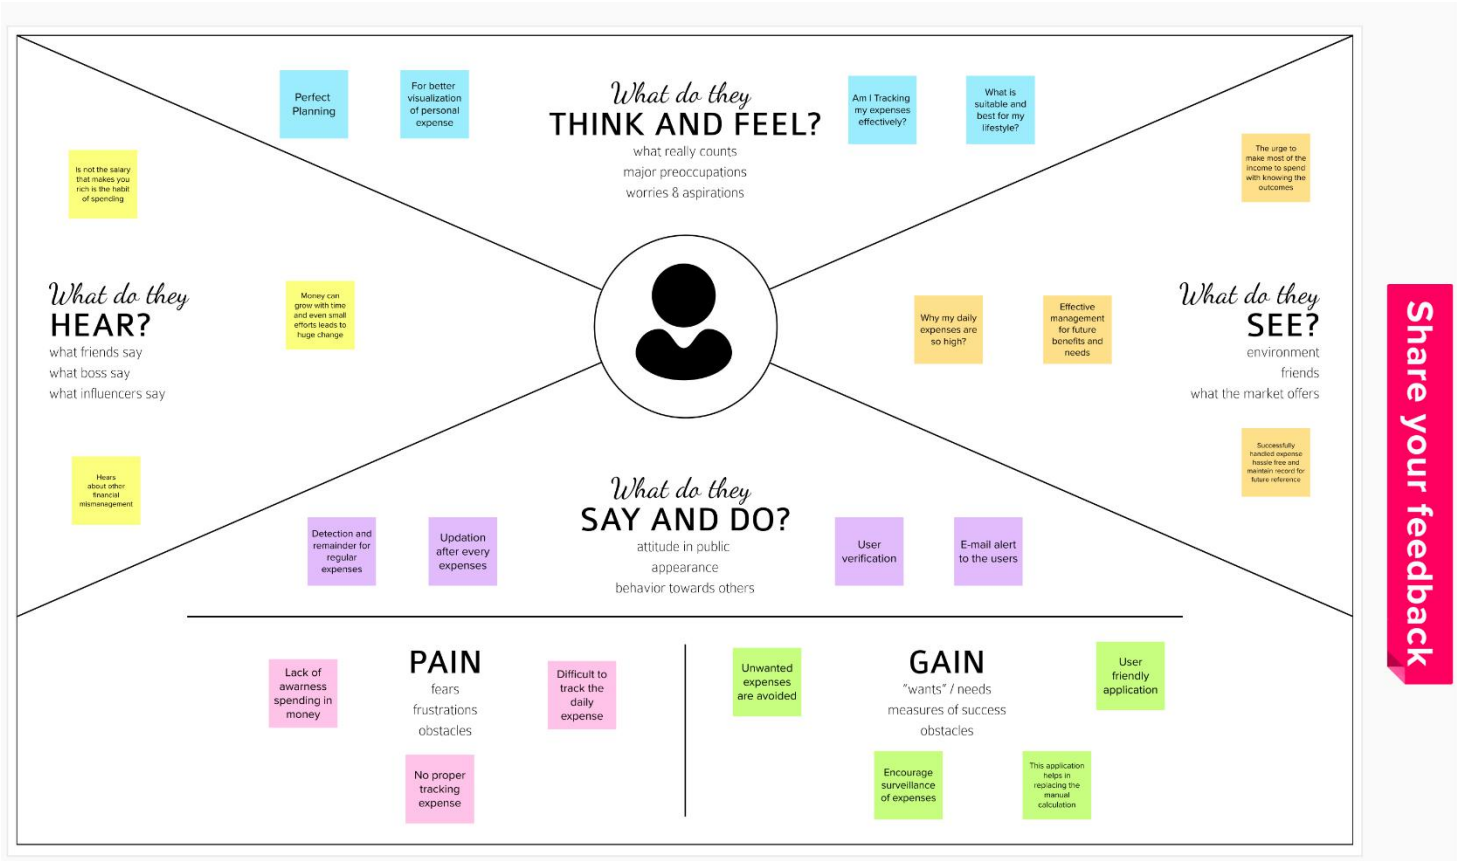 Perfect
Planning
For better
visualization
of personal
expense
What do they
THINK AND FEEL?
what really counts
major preoccupations
worries & aspirations
Am I Tracking
my expenses
effectively?
What is
suitable and
best for my
lifestyle?
Is not the salary
that makes you
rich is the habit
of spending
What do they
HEAR?
what friends say
what boss say
what influencers say
Money can
grow with time
and even small
efforts leads to
huge change
Hears
about other
financial
mismanagement
The urge to
make most of the
income to spend
with knowing the
outcomes
Why my daily
expenses are
so high?
Effective
management
for future
benefits and
needs
What do they
SEE?
environment
friends
what the market offers
Successfully
handled expense
hassle free and
maintain record for
future reference
What do they
SAY AND DO?
attitude in public
appearance
behavior towards others
Detection and
remainder for
regular
expenses
Updation
after every
expenses
User
verification
E-mail alert
to the users
PAIN
fears
frustrations
obstacles
Lack of
awarness
spending in
money
Difficult to
track the
daily
expense
No proper
tracking
expense
GAIN
"wants" / needs
measures of success
obstacles
Unwanted
expenses
are avoided
User
friendly
application
Encourage
surveillance
of expenses
This application
helps in
replacing the
manual
calculation
Share your feedback